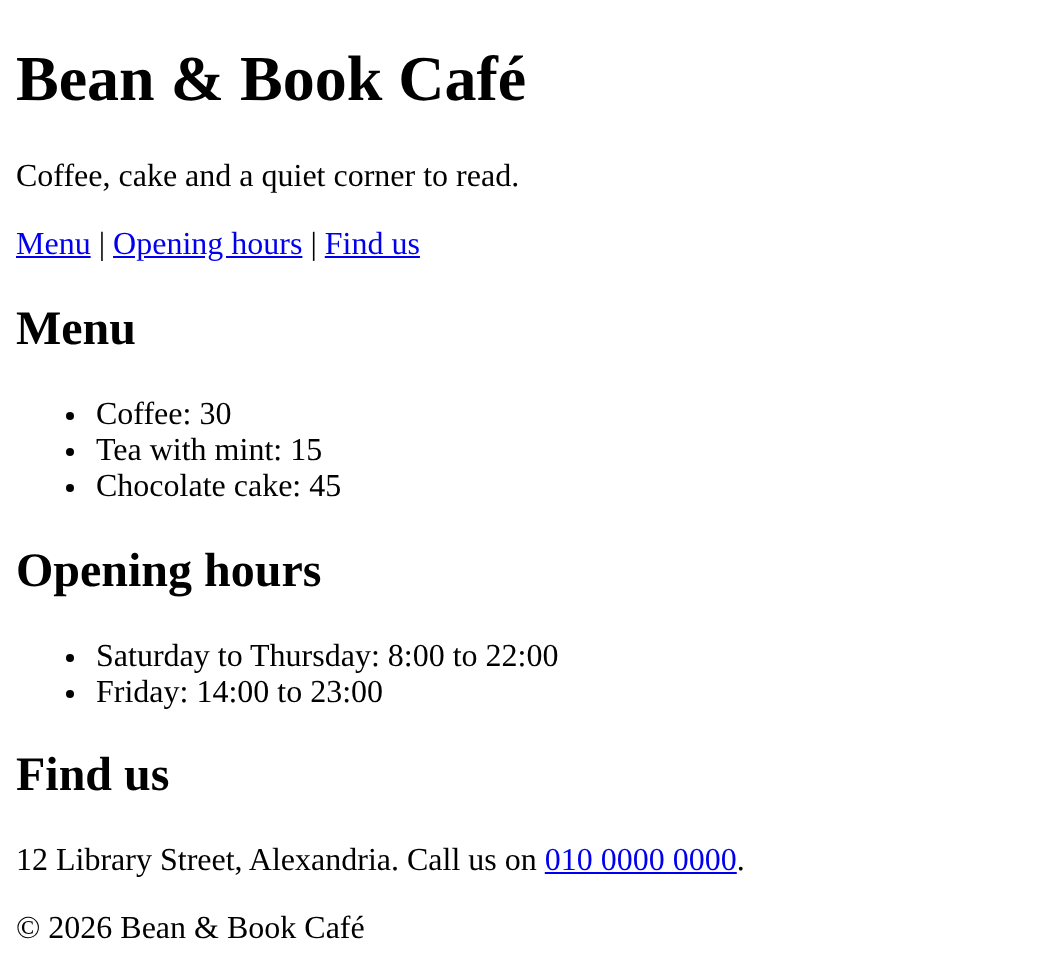 Bean & Book Café
Coffee, cake and a quiet corner to read.
Menu | Opening hours | Find us
Menu
Coffee: 30
Tea with mint: 15
Chocolate cake: 45
Opening hours
Saturday to Thursday: 8:00 to 22:00
Friday: 14:00 to 23:00
Find us
12 Library Street, Alexandria. Call us on 010 0000 0000.
© 2026 Bean & Book Café